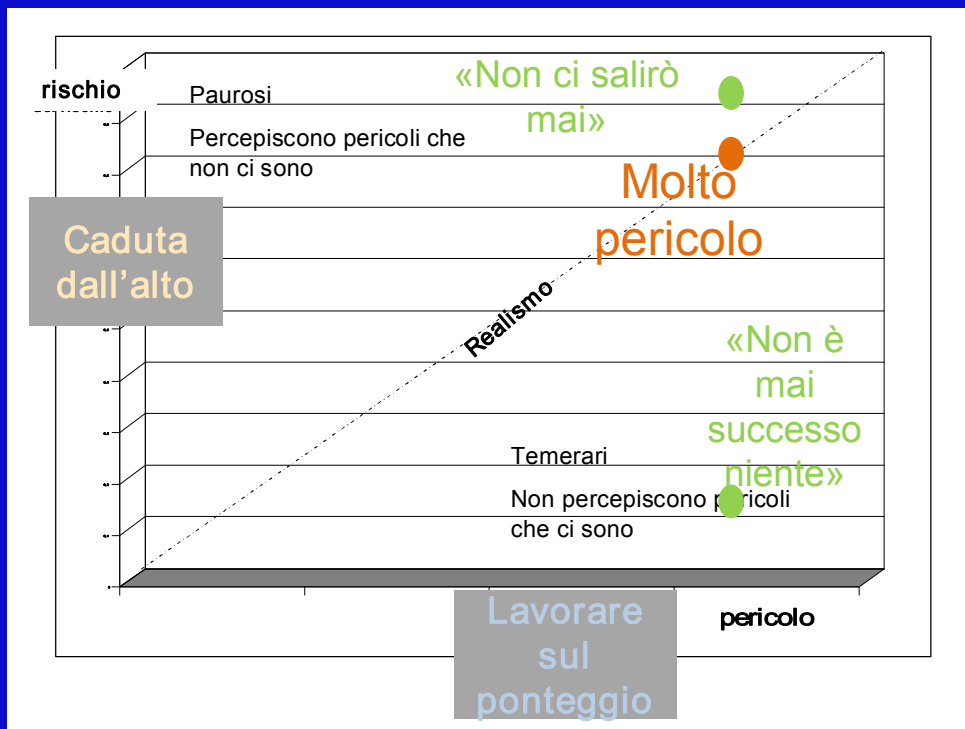 rischio
Paurosi
Percepiscono pericoli che
non ci sono
«Non ci salirò
mai»
Molto
pericolo
Caduta
dall'alto
Realismo
«Non è
mai
successo
niente»
Temerari
Non percepiscono pericoli
che ci sono
Lavorare
sul
ponteggio
pericolo